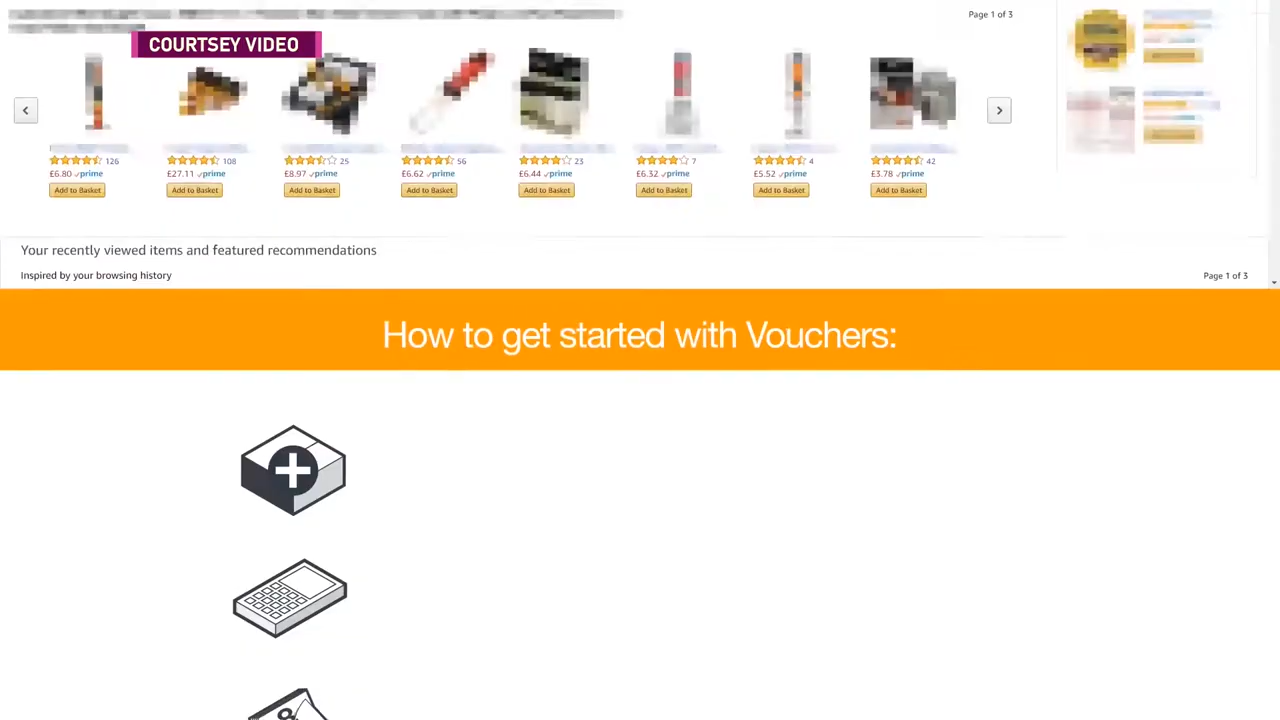 Page 1 of 3
COURTSEY VIDEO
126 108 25 56 23 7 4 42
£6.80 prime £27.11 prime £8.97 prime £6.62 prime £6.44 prime £6.32 prime £5.52 prime £3.78 prime
Add to Basket Add to Basket Add to Basket Add to Basket Add to Basket Add to Basket Add to Basket Add to Basket
Your recently viewed items and featured recommendations
Inspired by your browsing history Page 1 of 3
How to get started with Vouchers: